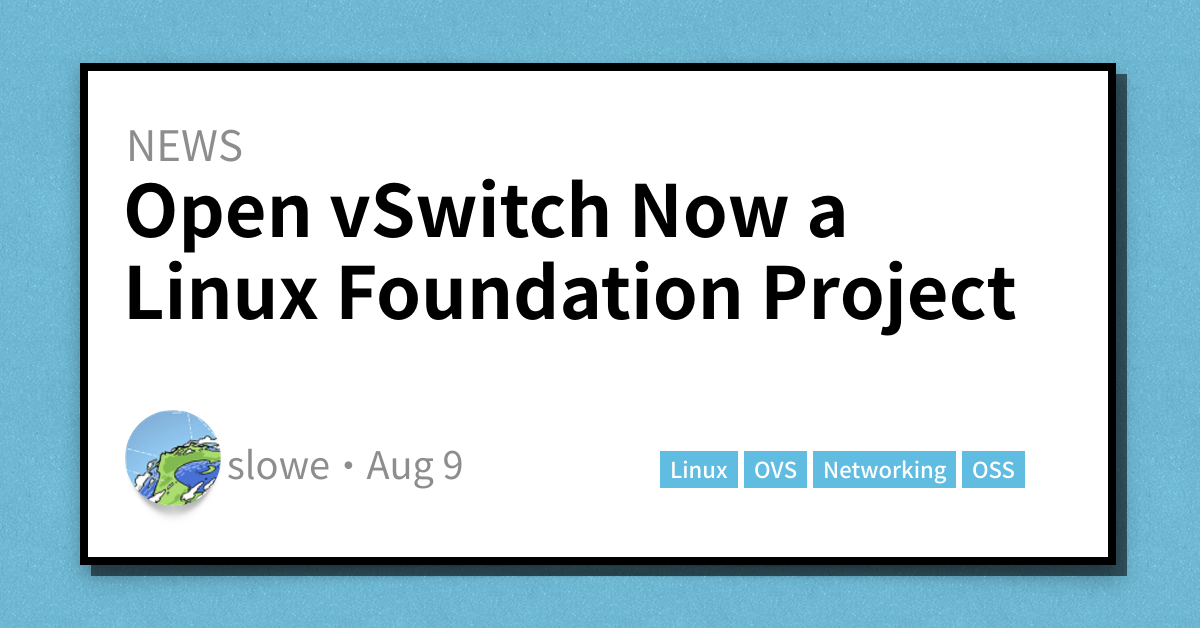 NEWS
Open vSwitch Now a
Linux Foundation Project
slowe • Aug 9
Linux OVS Networking OSS